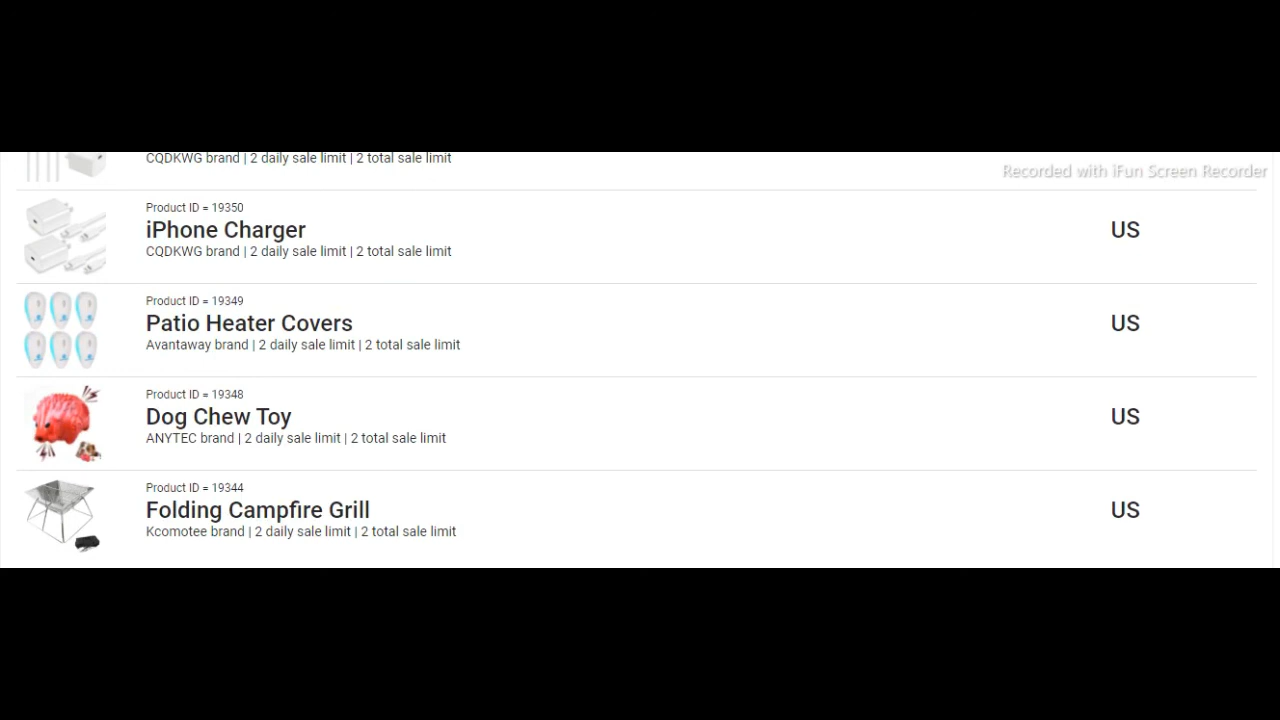 CQDKWG brand | 2 daily sale limit | 2 total sale limit
Recorded with iFun Screen Recorder
Product ID = 19350
iPhone Charger
US
CQDKWG brand | 2 daily sale limit | 2 total sale limit
Product ID = 19349
Patio Heater Covers
US
Avantaway brand | 2 daily sale limit | 2 total sale limit
Product ID = 19348
Dog Chew Toy
US
ANYTEC brand | 2 daily sale limit | 2 total sale limit
Product ID = 19344
Folding Campfire Grill
US
Kcomotee brand | 2 daily sale limit | 2 total sale limit